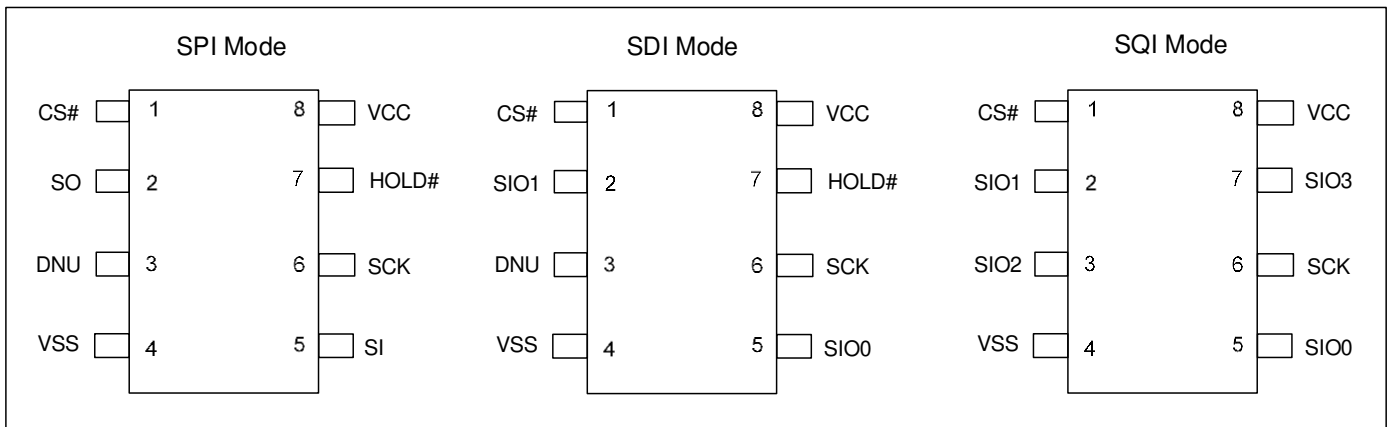 SPI Mode
CS# 1 8 VCC
SO 2 7 HOLD#
DNU 3 6 SCK
VSS 4 5 SI
SDI Mode
CS# 1 8 VCC
SIO1 2 7 HOLD#
DNU 3 6 SCK
VSS 4 5 SIO0
SQI Mode
CS# 1 8 VCC
SIO1 2 7 SIO3
SIO2 3 6 SCK
VSS 4 5 SIO0